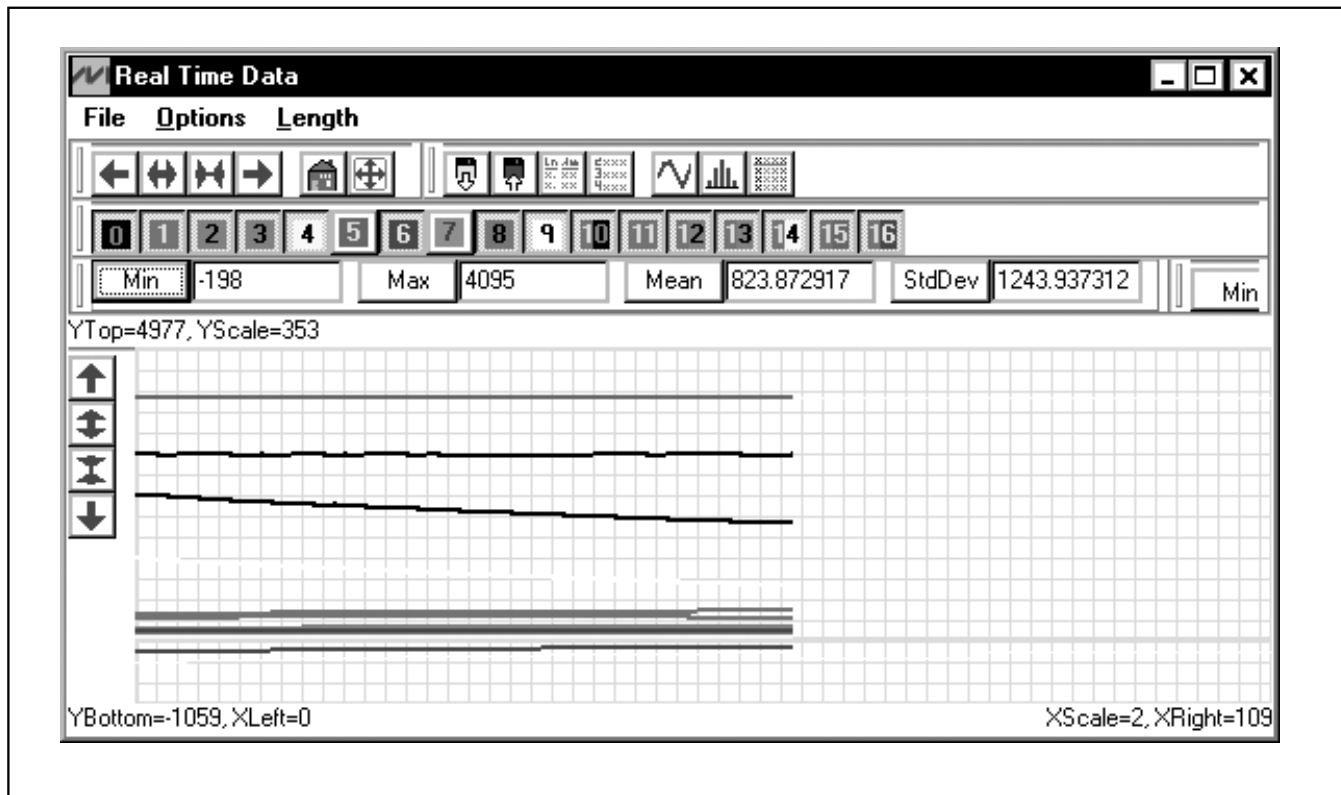 Real Time Data
File Options Length
0 1 2 3 4 5 6 7 8 9 10 11 12 13 14 15 16
Min -198 Max 4095 Mean 823.872917 StdDev 1243.937312 Min
YTop=4977, YScale=353
YBottom=-1059, XLeft=0 XScale=2, XRight=109